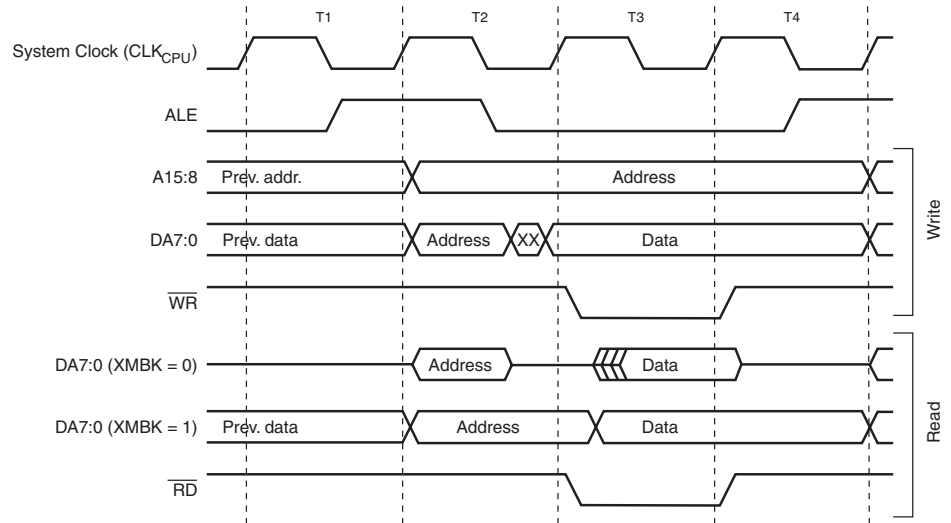 T1 T2 T3 T4
System Clock (CLKCPU)
ALE
A15:8 Prev. addr. Address
DA7:0 Prev. data Address XX Data
WR
Write
DA7:0 (XMBK = 0) Address Data
DA7:0 (XMBK = 1) Prev. data Address Data
RD
Read